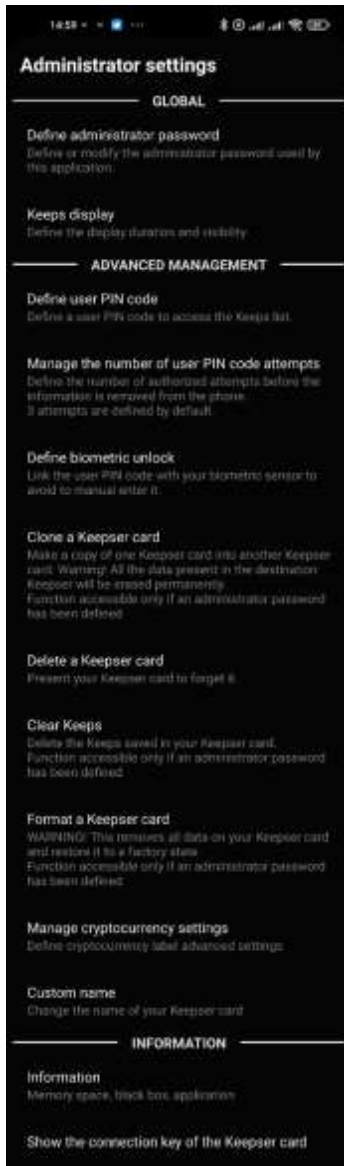 14:59
Administrator settings
GLOBAL
Define administrator password
Define or modify the administrator password used by
this application.
Keeps display
Define the display duration and visibility
ADVANCED MANAGEMENT
Define user PIN code
Define a user PIN code to access the Keeps list.
Manage the number of user PIN code attempts
Define the number of authorized attempts before the
information is removed from the phone.
3 attempts are defined by default
Define biometric unlock
Link the user PIN code with your biometric sensor to
avoid to manual enter it.
Clone a Keepser card
Make a copy of one Keepser card into another Keepser
card. Warning! All the data present in the destination
Keepser will be erased permanently.
Function accessible only if an administrator password
has been defined
Delete a Keepser card
Present your Keepser card to forget it.
Clear Keeps
Delete the Keeps saved in your Keepser card.
Function accessible only if an administrator password
has been defined
Format a Keepser card
WARNING! This removes all data on your Keepser card
and restore it to a factory state
Function accessible only if an administrator password
has been defined
Manage cryptocurrency settings
Define cryptocurrency label advanced settings
Custom name
Change the name of your Keepser card
INFORMATION
Information
Memory space, black box, application
Show the connection key of the Keepser card